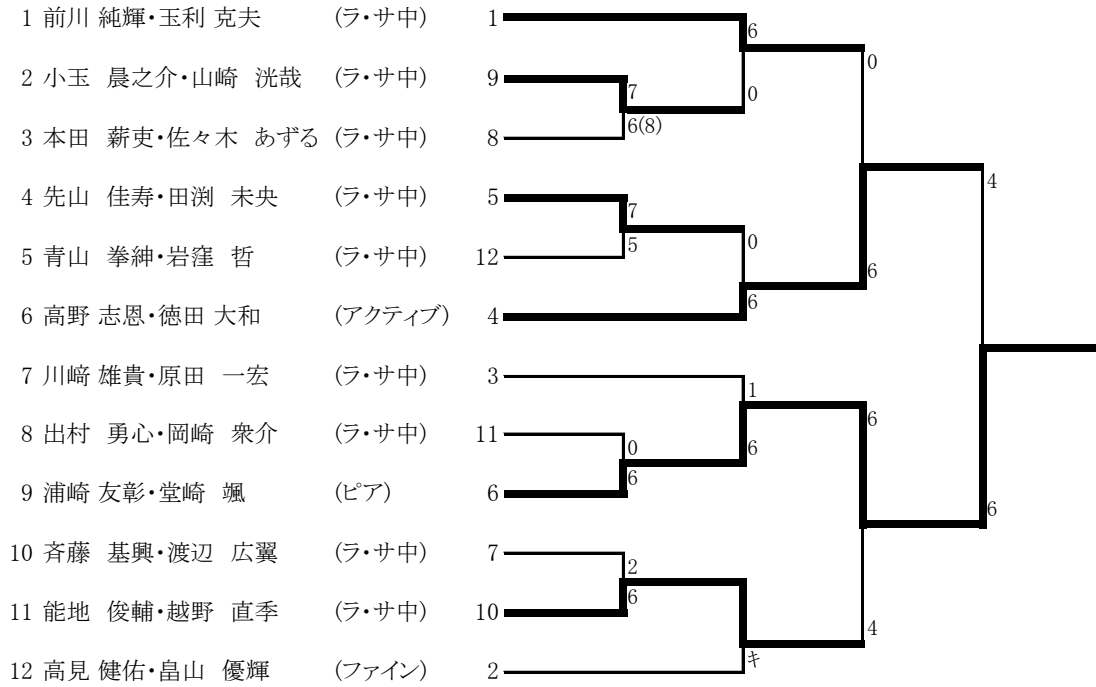 1 前川 純輝・玉利 克夫 (ラ・サ中) 1
6
0
2 小玉 晨之介・山崎 洸哉 (ラ・サ中) 9
7
0
6(8)
3 本田 薪吏・佐々木 あずる (ラ・サ中) 8
4
4 先山 佳寿・田渕 未央 (ラ・サ中) 5
7
0
5
5 青山 拳紳・岩窪 哲 (ラ・サ中) 12
6
6
6 高野 志恩・徳田 大和 (アクティブ) 4
7 川﨑 雄貴・原田 一宏 (ラ・サ中) 3
1
6
8 出村 勇心・岡崎 衆介 (ラ・サ中) 11
0
6
6
9 浦崎 友彰・堂崎 颯 (ピア) 6
6
10 斉藤 基興・渡辺 広翼 (ラ・サ中) 7
2
6
11 能地 俊輔・越野 直季 (ラ・サ中) 10
4
キ
12 高見 健佑・畠山 優輝 (ファイン) 2